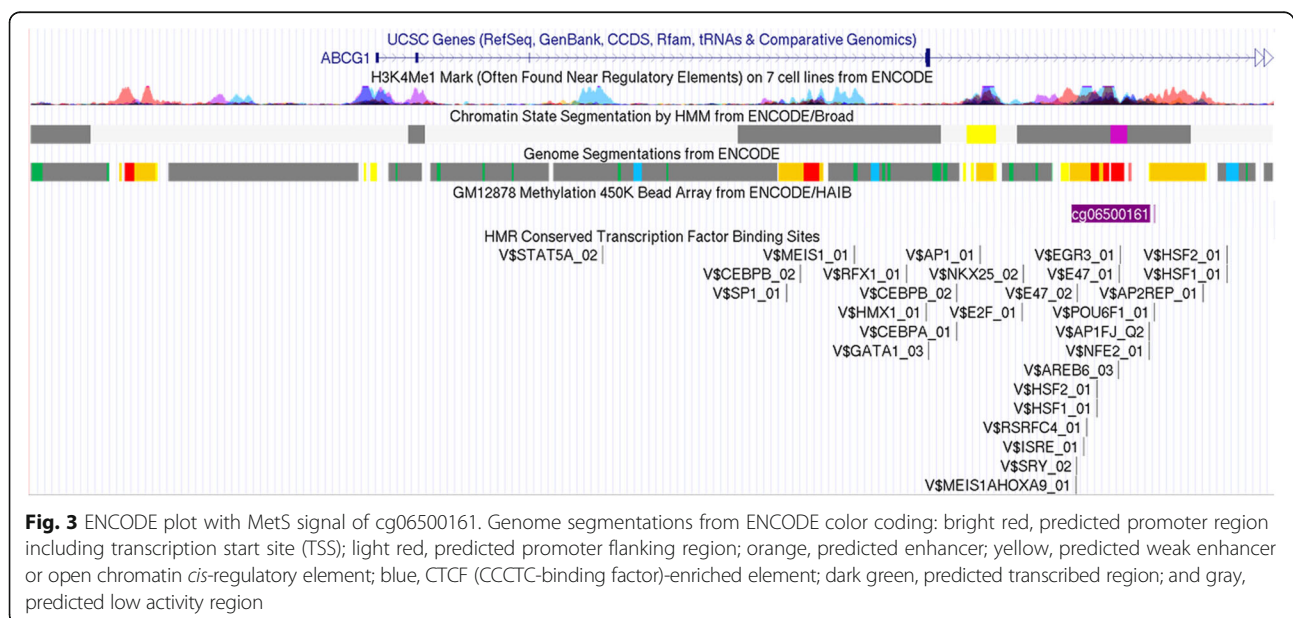 UCSC Genes (RefSeq, GenBank, CCDS, Rfam, tRNAs & Comparative Genomics)
ABCG1
H3K4Me1 Mark (Often Found Near Regulatory Elements) on 7 cell lines from ENCODE
Chromatin State Segmentation by HMM from ENCODE/Broad
Genome Segmentations from ENCODE
GM12878 Methylation 450K Bead Array from ENCODE/HAIB
cg06500161
HMR Conserved Transcription Factor Binding Sites
V$STAT5A_02 V$MEIS1_01 V$AP1_01 V$EGR3_01 V$HSF2_01
V$CEBPB_02 V$RFX1_01 V$NKX25_02 V$E47_01 V$HSF1_01
V$SP1_01 V$CEBPB_02 V$E47_02 V$AP2REP_01
V$HMX1_01 V$E2F_01 V$POU6F1_01
V$CEBPA_01 V$AP1FJ_Q2
V$GATA1_03 V$NFE2_01
V$AREB6_03
V$HSF2_01
V$HSF1_01
V$RSRFC4_01
V$ISRE_01
V$SRY_02
V$MEIS1AHOXA9_01
Fig. 3 ENCODE plot with MetS signal of cg06500161. Genome segmentations from ENCODE color coding: bright red, predicted promoter region
including transcription start site (TSS); light red, predicted promoter flanking region; orange, predicted enhancer; yellow, predicted weak enhancer
or open chromatin cis-regulatory element; blue, CTCF (CCCTC-binding factor)-enriched element; dark green, predicted transcribed region; and gray,
predicted low activity region